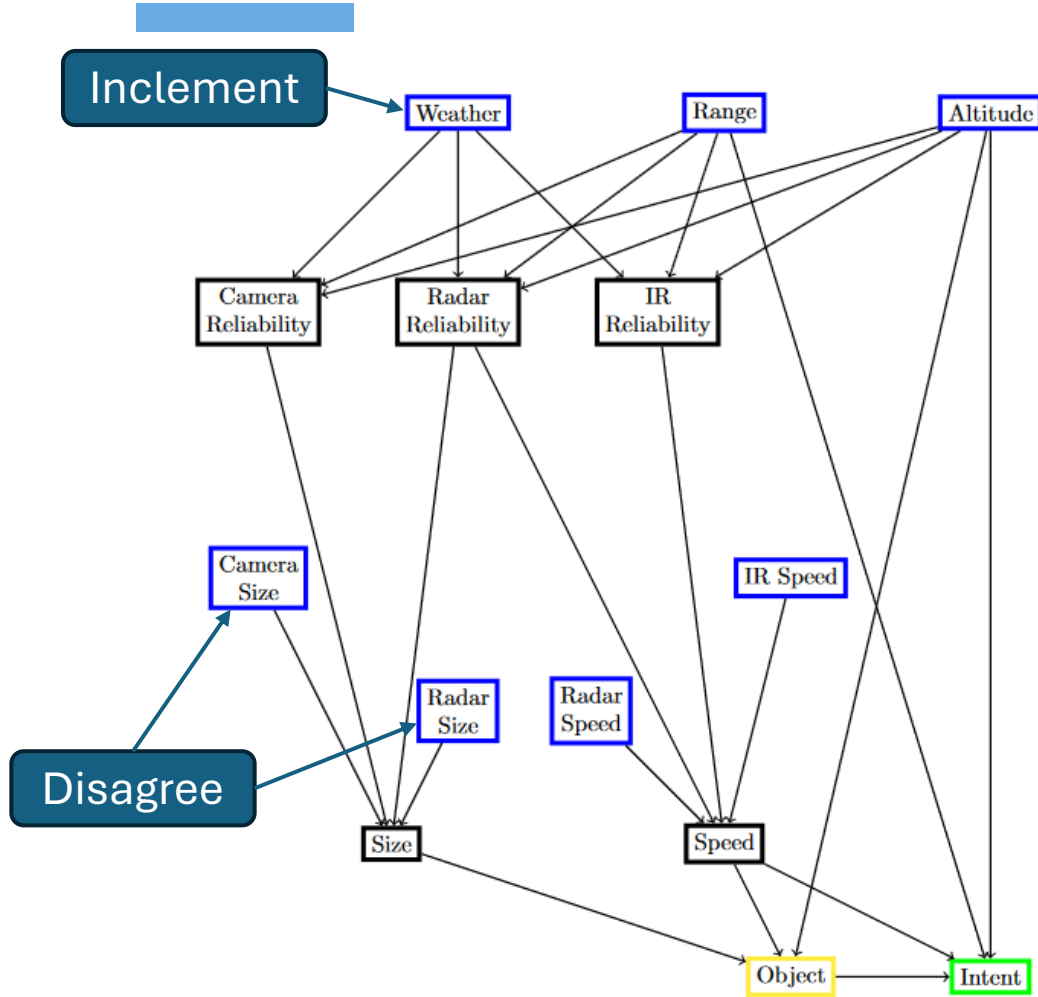 Inclement
Weather
Range
Altitude
Camera
Reliability
Radar
Reliability
IR
Reliability
Camera
Size
IR Speed
Radar
Size
Radar
Speed
Disagree
Size
Speed
Object
Intent